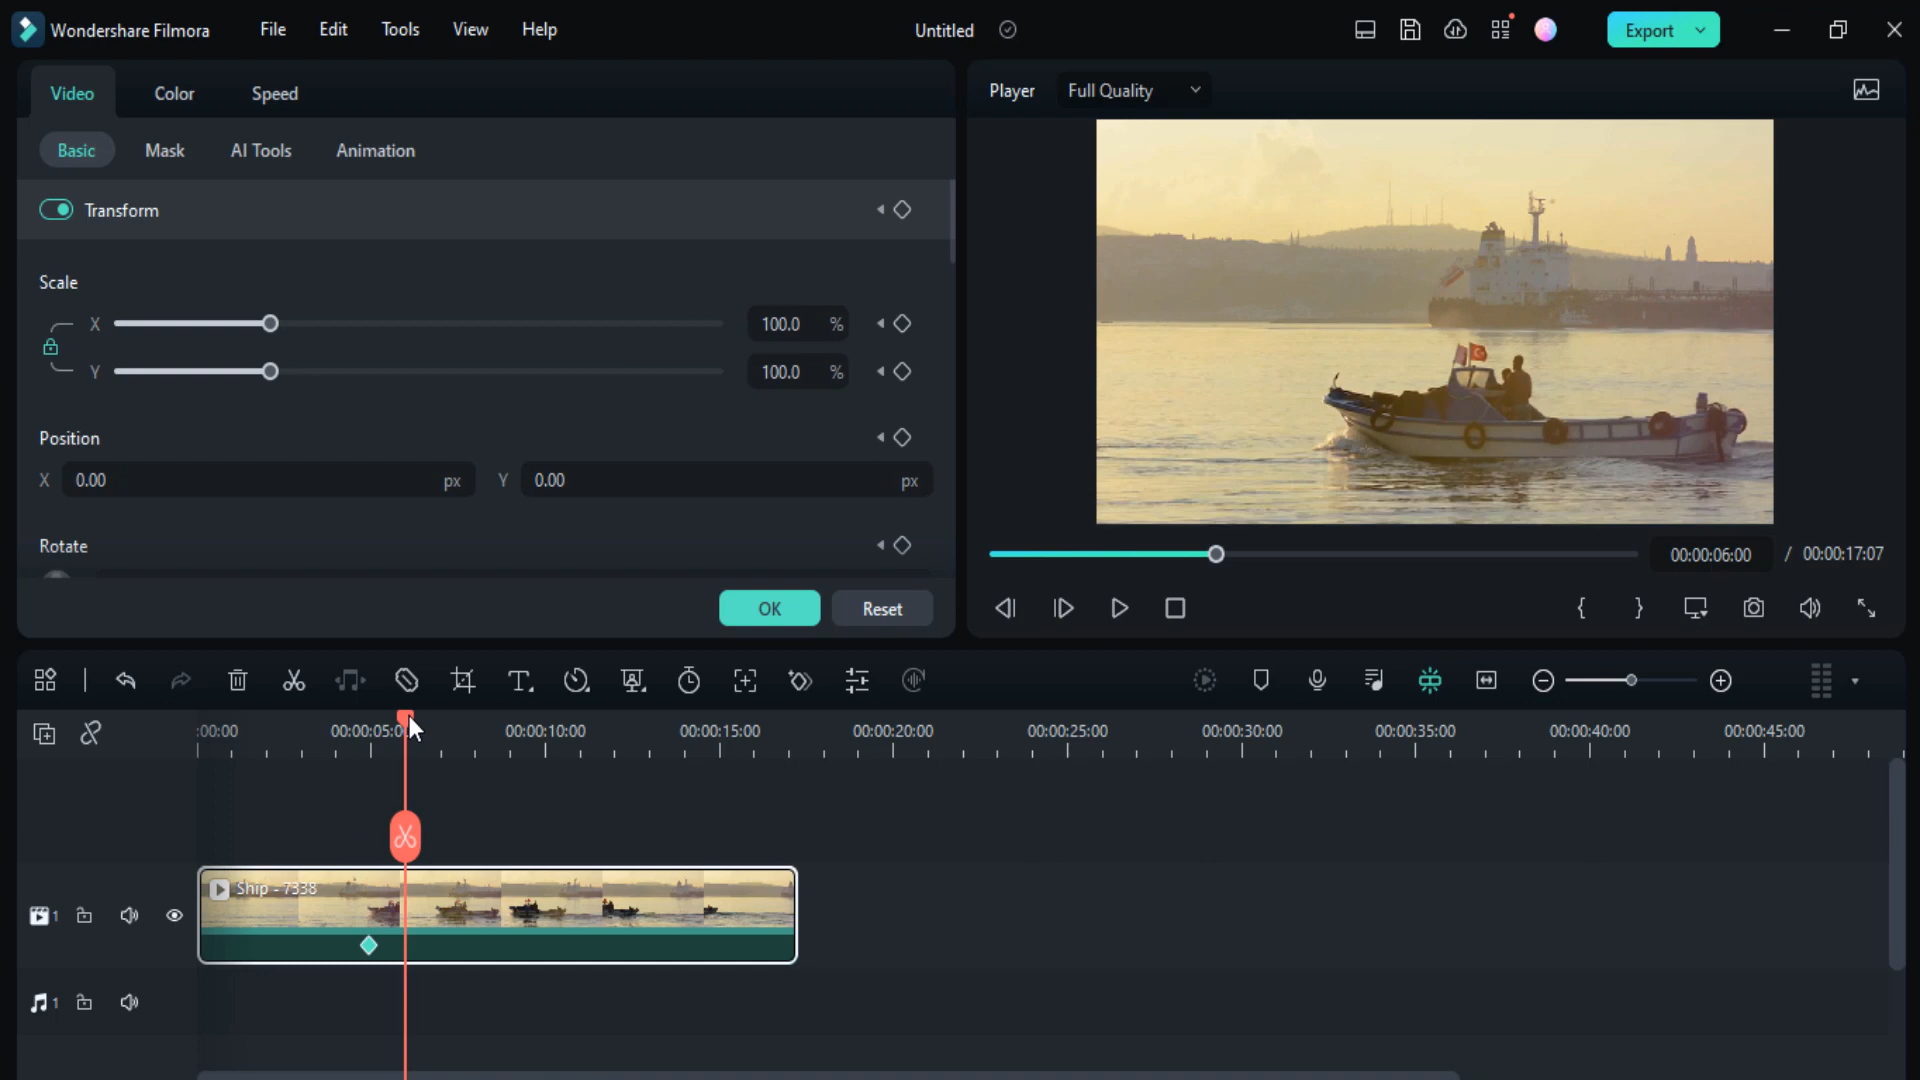 Wondershare Filmora
File
Edit
Tools
View
Help
Untitled
Export
Video
Color
Speed
Player
Full Quality
Basic
Mask
AI Tools
Animation
Transform
Scale
X
100.0
%
Y
100.0
%
Position
X
0.00
px
Y
0.00
px
Rotate
OK
Reset
00:00:06:00
/
00:00:17:07
:00:00
00:00:05:0
00:00:10:00
00:00:15:00
00:00:20:00
00:00:25:00
00:00:30:00
00:00:35:00
00:00:40:00
00:00:45:00
Ship - 7338
1
1